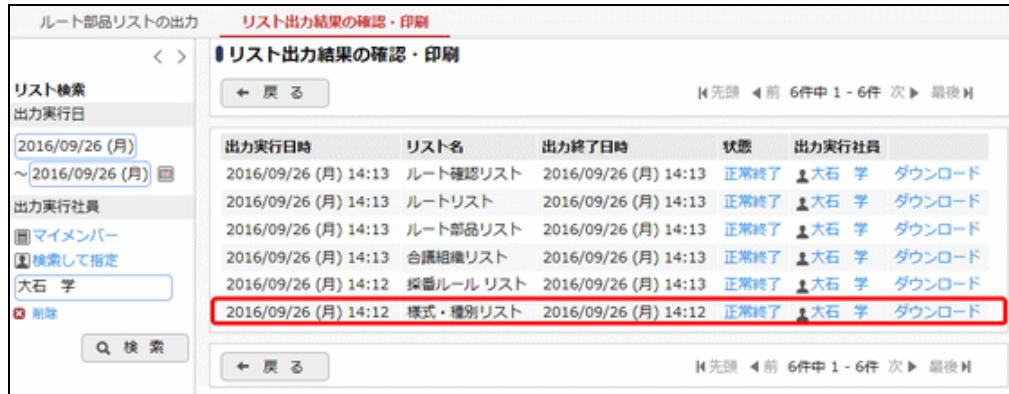 ルート部品リストの出力 リスト出力結果の確認・印刷
リスト検索
出力実行日
2016/09/26 (月)
～ 2016/09/26 (月)
出力実行社員
マイメンバー
検索して指定
大石 学
削除
検 索
リスト出力結果の確認・印刷
戻 る
先頭 前 6件中 1 - 6件 次 最後
出力実行日時 リスト名 出力終了日時 状態 出力実行社員
2016/09/26 (月) 14:13 ルート確認リスト 2016/09/26 (月) 14:13 正常終了 大石 学 ダウンロード
2016/09/26 (月) 14:13 ルートリスト 2016/09/26 (月) 14:13 正常終了 大石 学 ダウンロード
2016/09/26 (月) 14:13 ルート部品リスト 2016/09/26 (月) 14:13 正常終了 大石 学 ダウンロード
2016/09/26 (月) 14:13 合議組織リスト 2016/09/26 (月) 14:13 正常終了 大石 学 ダウンロード
2016/09/26 (月) 14:12 採番ルール リスト 2016/09/26 (月) 14:13 正常終了 大石 学 ダウンロード
2016/09/26 (月) 14:12 様式・種別リスト 2016/09/26 (月) 14:12 正常終了 大石 学 ダウンロード
戻 る
先頭 前 6件中 1 - 6件 次 最後